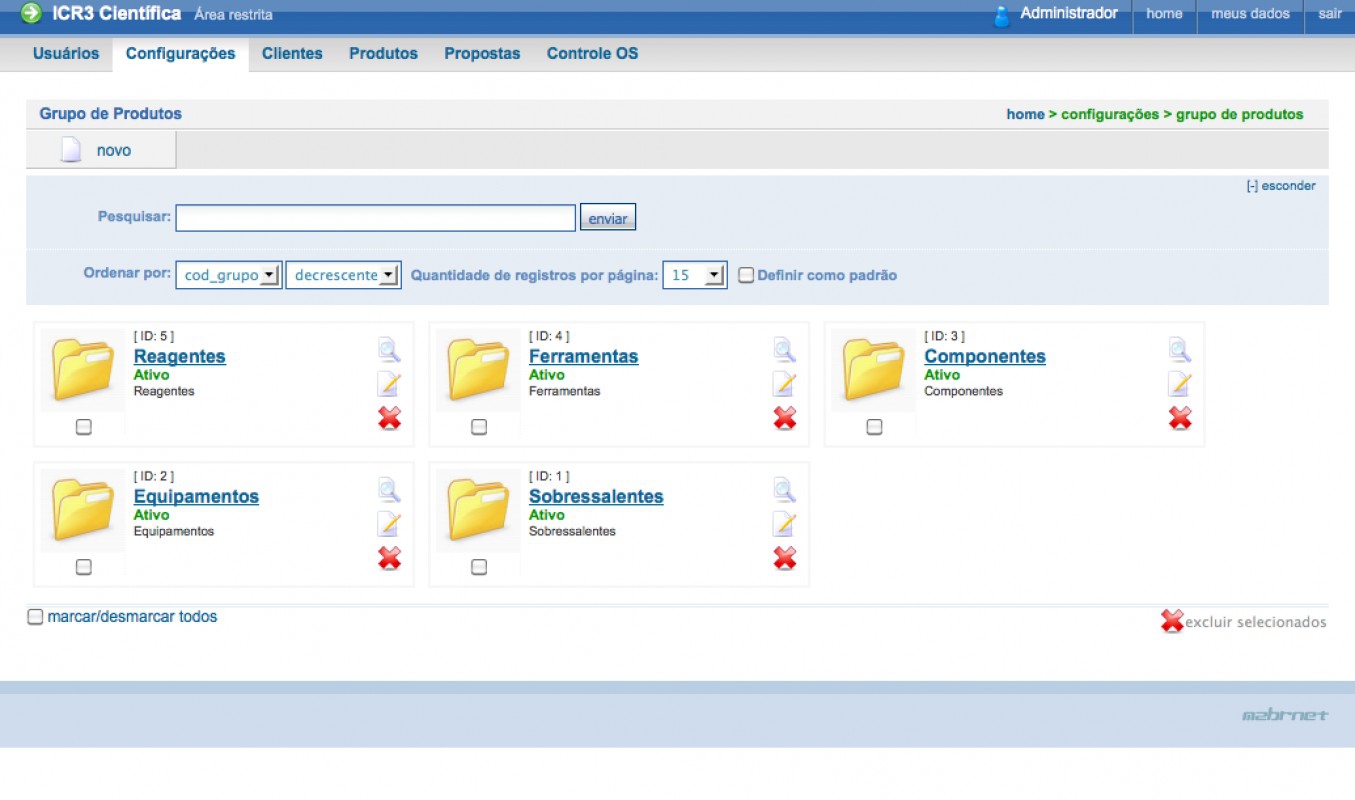 ICR3 Científica Área restrita Administrador home meus dados sair
Usuários Configurações Clientes Produtos Propostas Controle OS
Grupo de Produtos home > configurações > grupo de produtos
novo
[-] esconder
Pesquisar: enviar
Ordenar por: cod_grupo decrescente Quantidade de registros por página: 15 Definir como padrão
[ ID: 5 ]
Reagentes
Ativo
Reagentes
[ ID: 4 ]
Ferramentas
Ativo
Ferramentas
[ ID: 3 ]
Componentes
Ativo
Componentes
[ ID: 2 ]
Equipamentos
Ativo
Equipamentos
[ ID: 1 ]
Sobressalentes
Ativo
Sobressalentes
marcar/desmarcar todos excluir selecionados
m2brnet